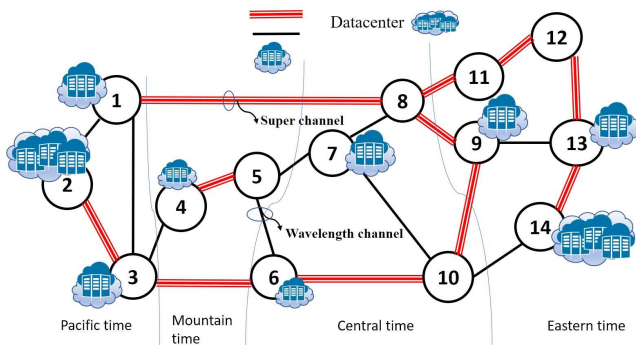 Datacenter
12
11
1
8
Super channel
9
13
7
2
5
4
14
Wavelength channel
3
6
10
Pacific time
Mountain
time
Central time
Eastern time